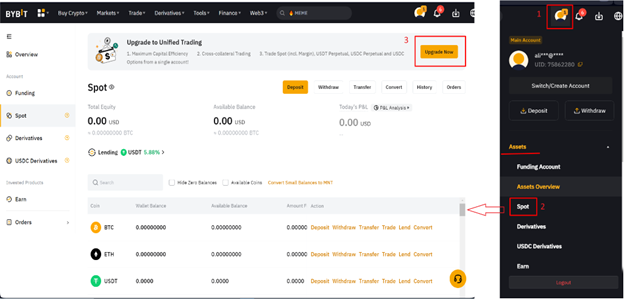 BYBIT Buy Crypto Markets Trade Derivatives Tools Finance Web3 MEME
Overview
Account
Funding
Spot
Derivatives
USDC Derivatives
Invested Products
Earn
Orders
Upgrade to Unified Trading
1. Maximum Capital Efficiency 2. Cross-collateral Trading 3. Trade Spot (incl. Margin), USDT Perpetual, USDC Perpetual and USDC
Options from a single account!
3
Upgrade Now
Spot
Deposit Withdraw Transfer Convert History Orders
Total Equity Available Balance Today's P&L P&L Analysis
0.00 USD 0.00 USD 0.00 USD
≈ 0.00000000 BTC ≈ 0.00000000 BTC
Lending USDT 5.88% >
Search Hide Zero Balances Available Coins Convert Small Balances to MNT
Coin Wallet Balance Available Balance Amount F Action
BTC 0.00000000 0.00000000 0.00000 Deposit Withdraw Transfer Trade Lend Convert
ETH 0.00000000 0.00000000 0.00000 Deposit Withdraw Transfer Trade Lend Convert
USDT 0.0000 0.0000 0.0000 Deposit Withdraw Transfer Trade Lend Convert
1
Main Account
UID: 75862280
Switch/Create Account
Deposit Withdraw
Assets
Funding Account
Assets Overview
Spot 2
Derivatives
USDC Derivatives
Earn
Logout